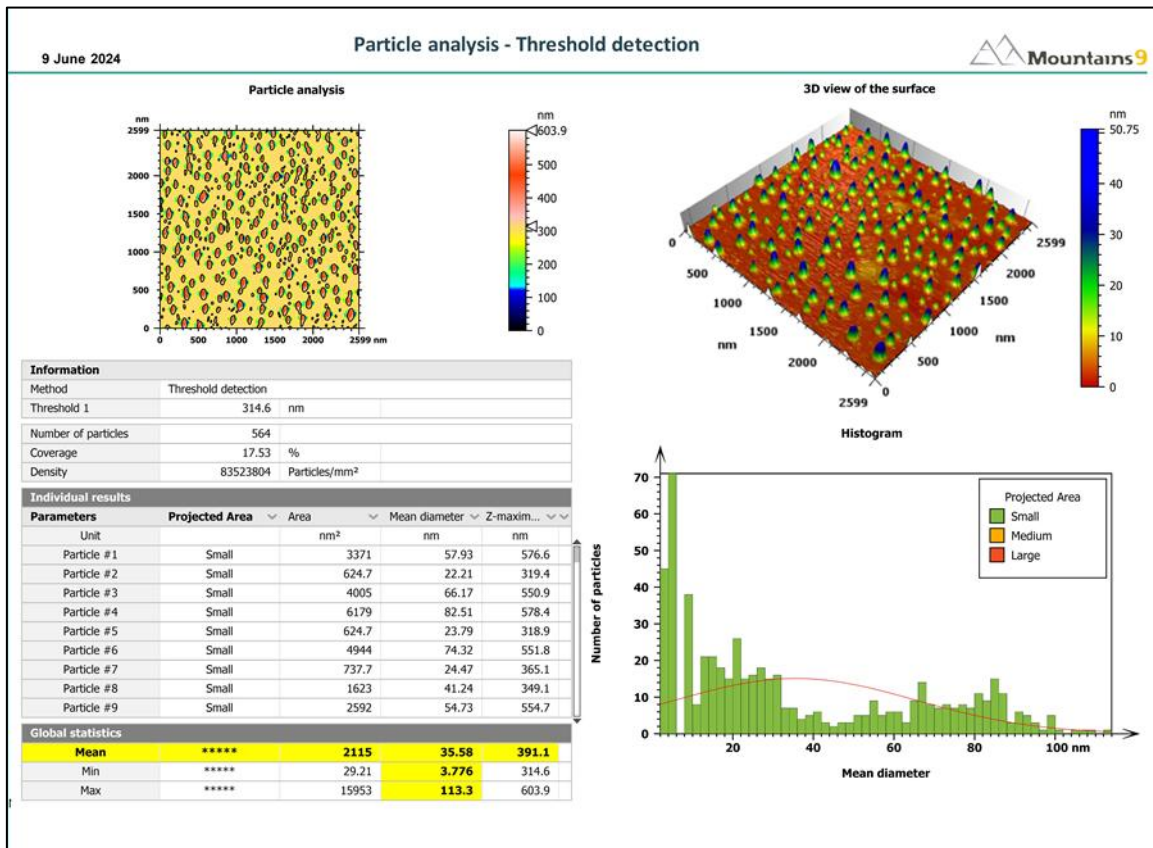 Particle analysis - Threshold detection
9 June 2024
Mountains9
Particle analysis
nm
2599
2000
1500
1000
500
0
0 500 1000 1500 2000 2599 nm
nm
603.9
500
400
300
200
100
0
3D view of the surface
nm
50.75
40
30
20
10
0
0
500
1000
1500
2000
2599
nm
2599
2000
1500
1000
500
0
nm
Information
Method Threshold detection
Threshold 1 314.6 nm
Number of particles 564
Coverage 17.53 %
Density 83523804 Particles/mm²
Individual results
Parameters Projected Area Area Mean diameter Z-maxim...
Unit nm² nm nm
Particle #1 Small 3371 57.93 576.6
Particle #2 Small 624.7 22.21 319.4
Particle #3 Small 4005 66.17 550.9
Particle #4 Small 6179 82.51 578.4
Particle #5 Small 624.7 23.79 318.9
Particle #6 Small 4944 74.32 551.8
Particle #7 Small 737.7 24.47 365.1
Particle #8 Small 1623 41.24 349.1
Particle #9 Small 2592 54.73 554.7
Global statistics
Mean ***** 2115 35.58 391.1
Min ***** 29.21 3.776 314.6
Max ***** 15953 113.3 603.9
Histogram
Number of particles
70
60
50
40
30
20
10
0
20 40 60 80 100 nm
Mean diameter
Projected Area
Small
Medium
Large